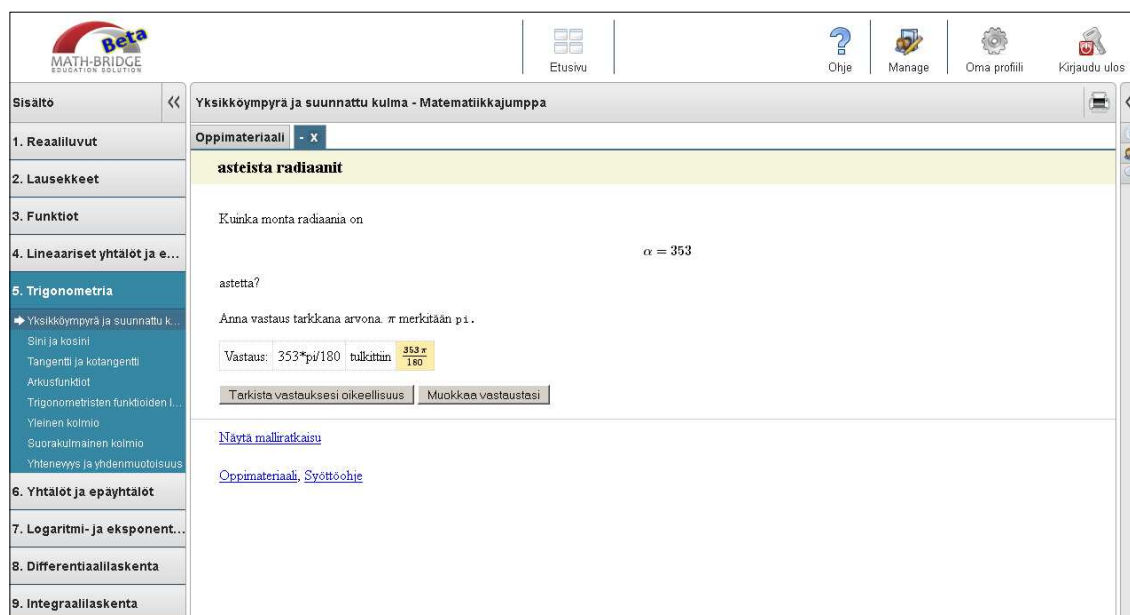 Beta
MATH-BRIDGE
EDUCATION SOLUTION
Etusivu
Ohje
Manage
Oma profiili
Kirjaudu ulos
Sisältö
Yksikköympyrä ja suunnattu kulma - Matematiikkajumppa
1. Reaaliluvut
2. Lausekkeet
3. Funktiot
4. Lineaariset yhtälöt ja e...
5. Trigonometria
Yksikköympyrä ja suunnattu k...
Sini ja kosini
Tangentti ja kotangentti
Arkusfunktiot
Trigonometristen funktioiden l...
Yleinen kolmio
Suorakulmainen kolmio
Yhtenevyys ja yhdenmuotoisuus
6. Yhtälöt ja epäyhtälöt
7. Logaritmi- ja eksponent...
8. Differentiaalilaskenta
9. Integraalilaskenta
Oppimateriaali - X
asteista radiaanit
Kuinka monta radiaania on
α = 353
astetta?
Anna vastaus tarkkana arvona. π merkitään pi.
Vastaus: 353*pi/180 tulkittiin 353 π / 180
Tarkista vastauksesi oikeellisuus Muokkaa vastaustasi
Näytä malliratkaisu
Oppimateriaali, Syöttöohje